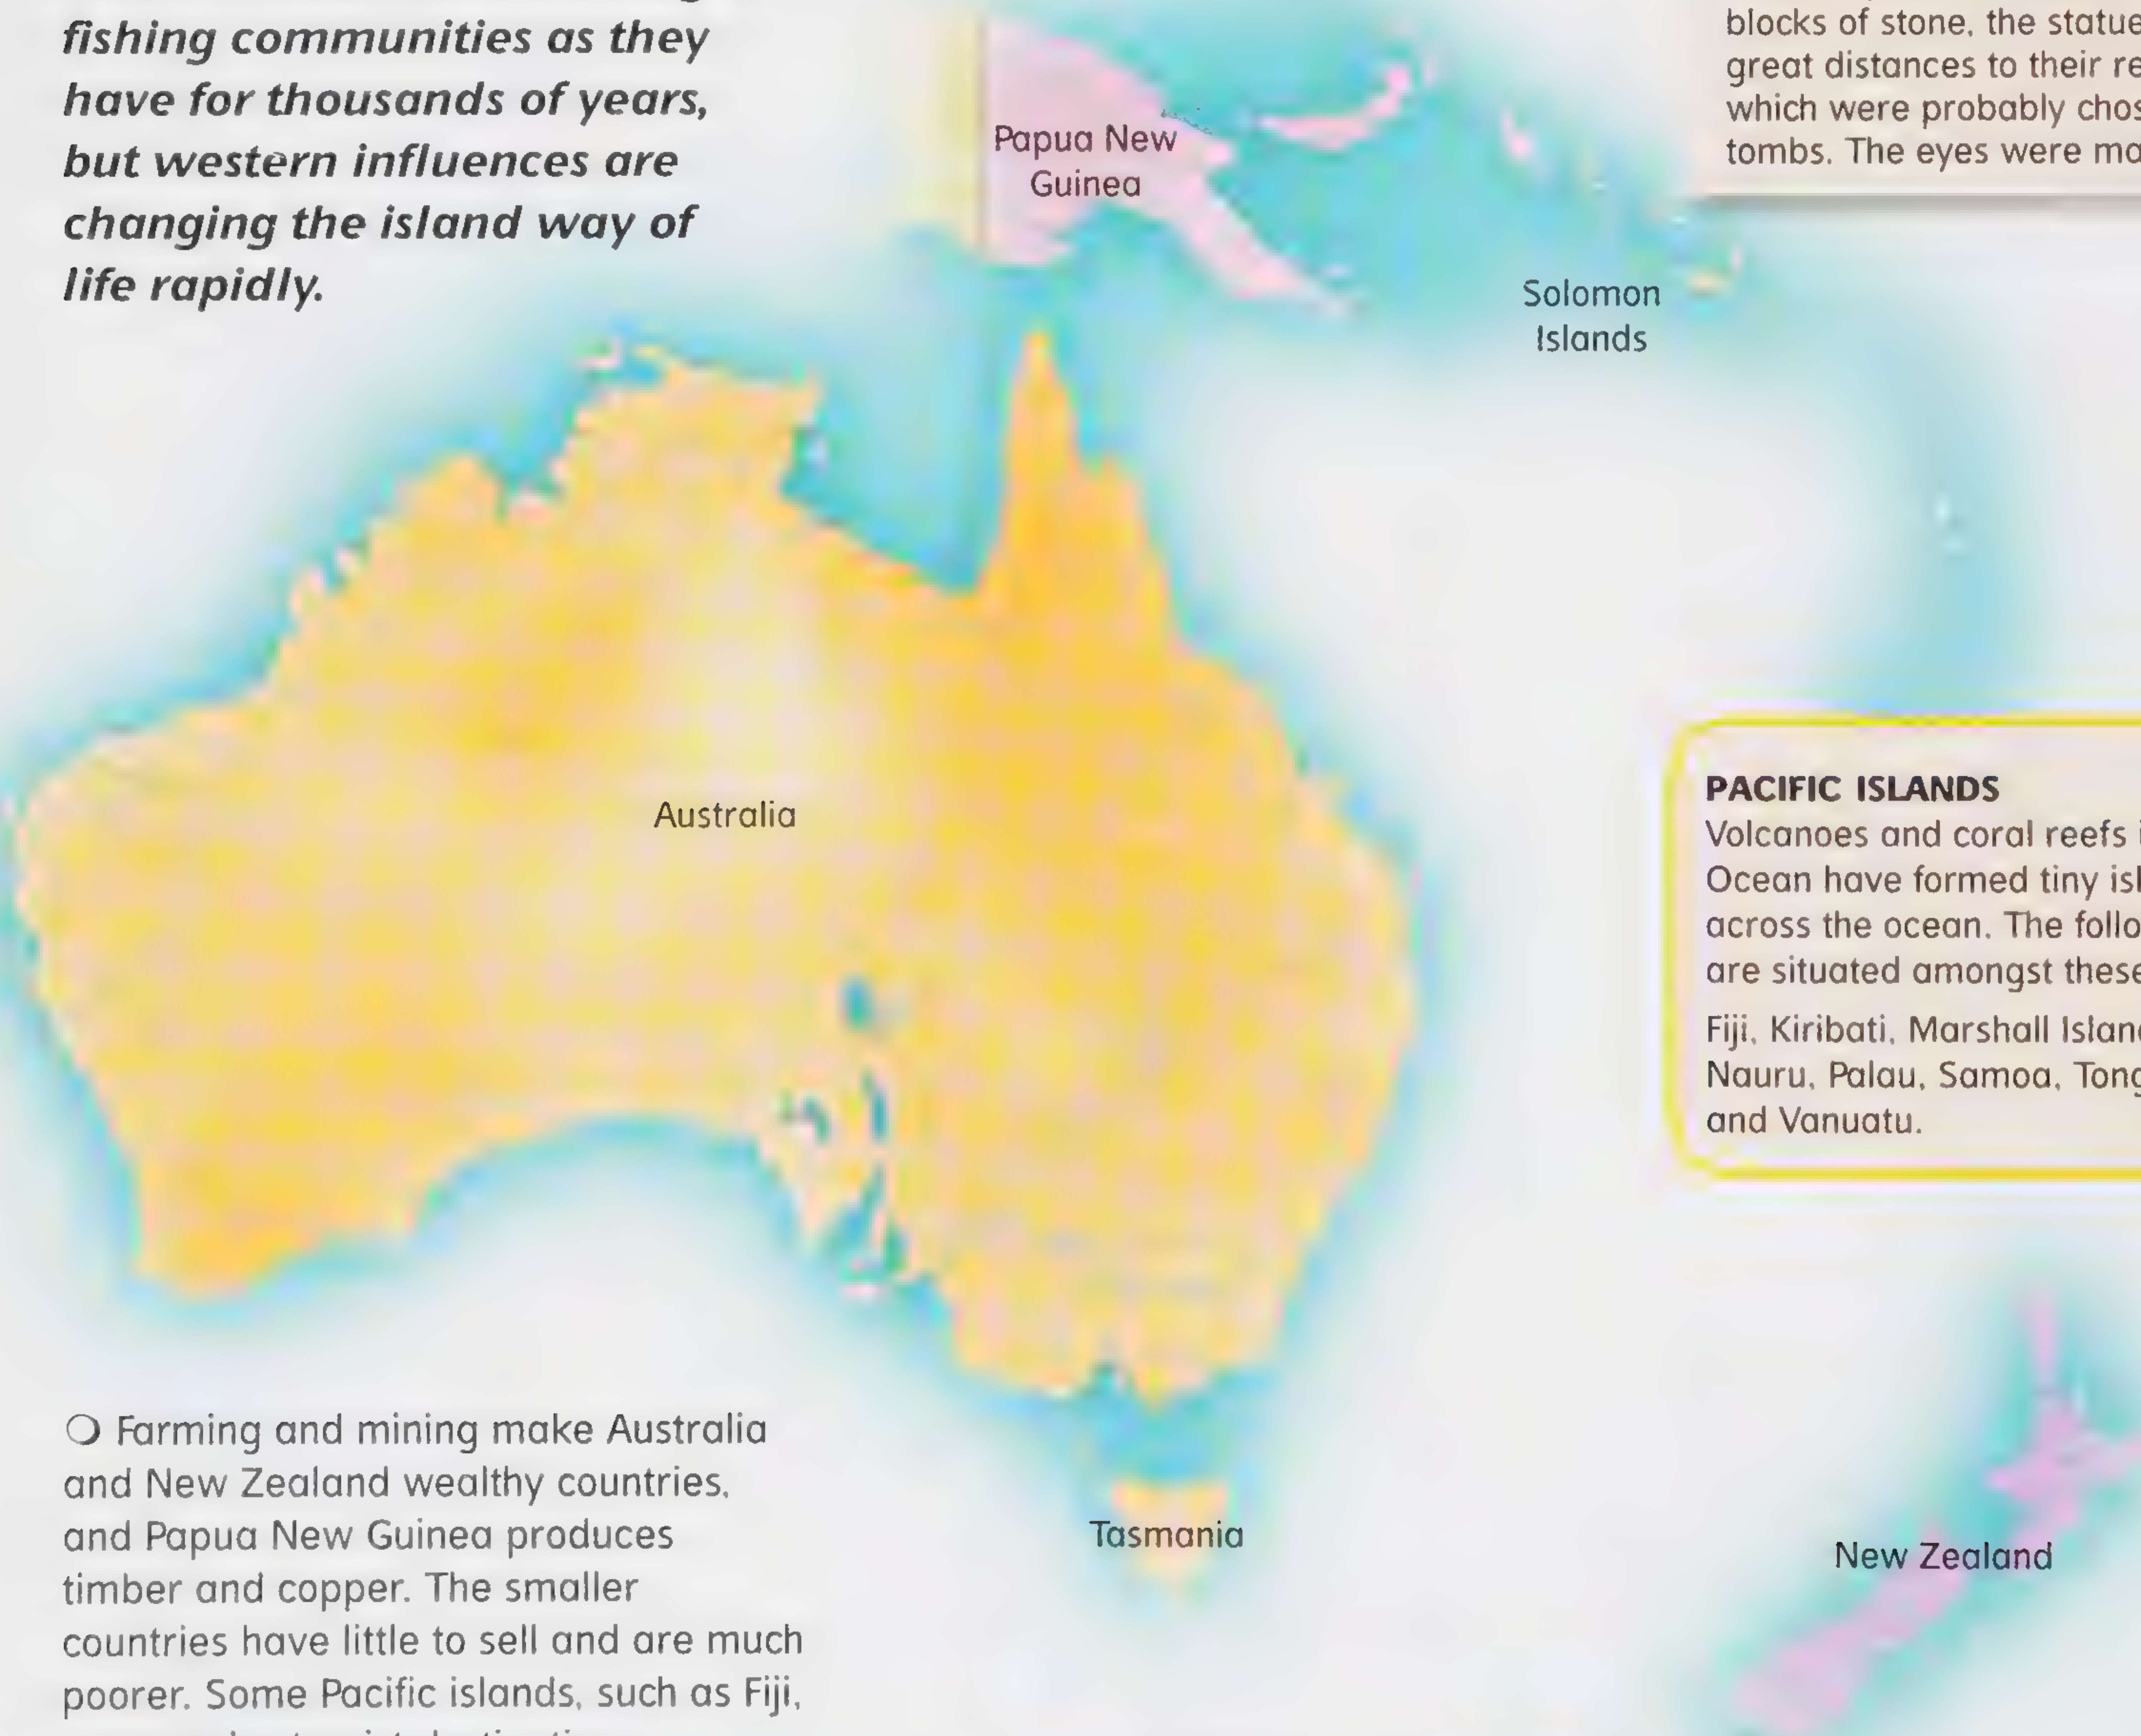 fishing communities as they
have for thousands of years,
but western influences are
changing the island way of
life rapidly.
blocks of stone, the statue
great distances to their re
which were probably chos
tombs. The eyes were ma
Papua New
Guinea
Solomon
Islands
Australia
PACIFIC ISLANDS
Volcanoes and coral reefs
Ocean have formed tiny isl
across the ocean. The follo
are situated amongst these
Fiji, Kiribati, Marshall Islan
Nauru, Palau, Samoa, Tong
and Vanuatu.
❍ Farming and mining make Australia
and New Zealand wealthy countries,
and Papua New Guinea produces
timber and copper. The smaller
countries have little to sell and are much
poorer. Some Pacific islands, such as Fiji,
Tasmania
New Zealand